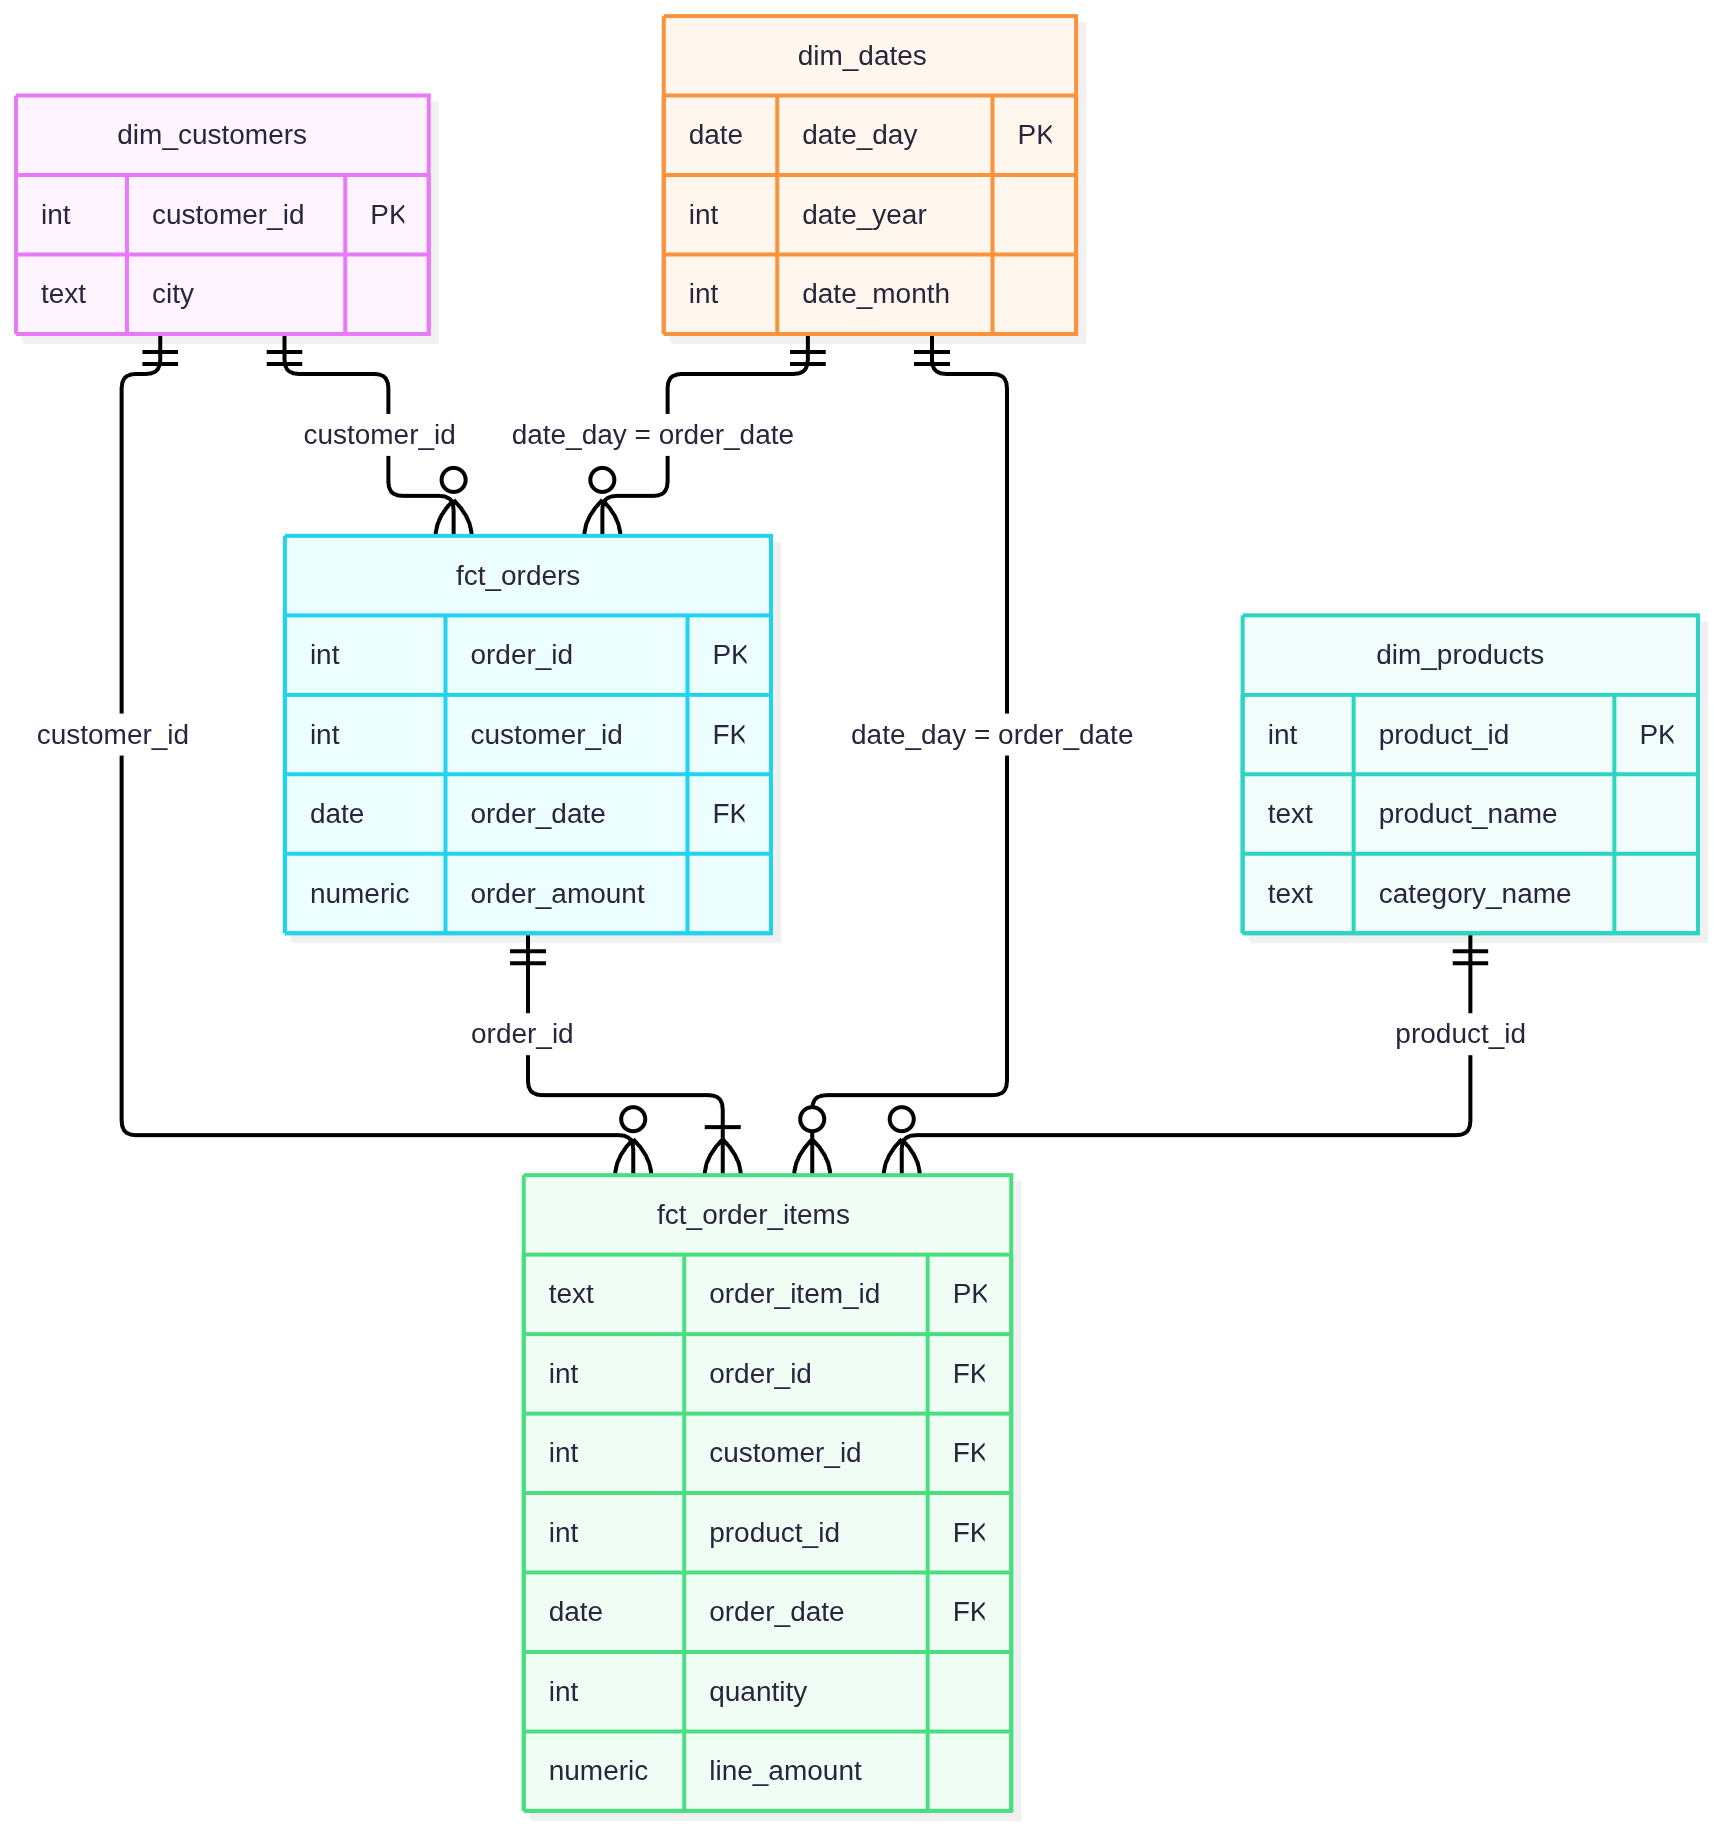 dim_dates
date date_day PK
int date_year
int date_month
dim_customers
int customer_id PK
text city
customer_id
date_day = order_date
fct_orders
int order_id PK
int customer_id FK
date order_date FK
numeric order_amount
customer_id
date_day = order_date
dim_products
int product_id PK
text product_name
text category_name
order_id
product_id
fct_order_items
text order_item_id PK
int order_id FK
int customer_id FK
int product_id FK
date order_date FK
int quantity
numeric line_amount